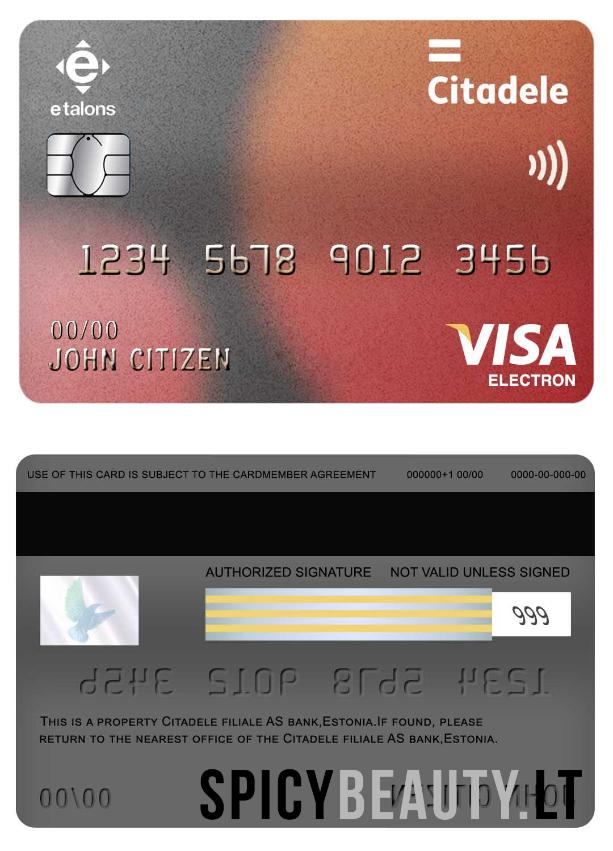 e
etalons
Citadele
1234 5678 9012 3456
00/00
JOHN CITIZEN
VISA
ELECTRON
USE OF THIS CARD IS SUBJECT TO THE CARDMEMBER AGREEMENT 000000+1 00/00 0000-00-000-00
AUTHORIZED SIGNATURE NOT VALID UNLESS SIGNED
999
1234 5678 9012 3456
THIS IS A PROPERTY CITADELE FILIALE AS BANK,ESTONIA.IF FOUND, PLEASE
RETURN TO THE NEAREST OFFICE OF THE CITADELE FILIALE AS BANK,ESTONIA.
00/00
JOHN CITIZEN
SPICYBEAUTY.LT